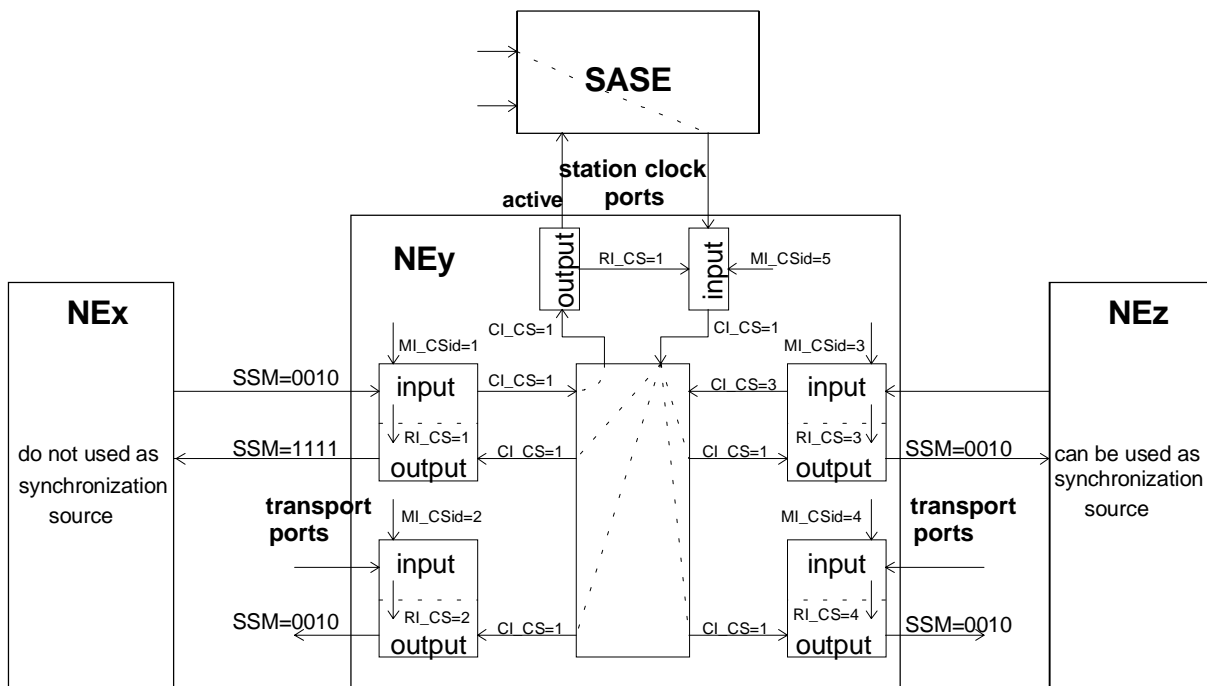 SASE
station clock
ports
active
NEy
output
RI_CS=1
input
MI_CSid=5
NEx
NEz
CI_CS=1
CI_CS=1
MI_CSid=1
MI_CSid=3
SSM=0010
input
CI_CS=1
CI_CS=3
input
RI_CS=1
RI_CS=3
SSM=1111
output
CI_CS=1
CI_CS=1
output
SSM=0010
do not used as
synchronization
source
can be used as
synchronization
source
transport
ports
MI_CSid=2
MI_CSid=4
transport
ports
input
input
SSM=0010
RI_CS=2
output
CI_CS=1
CI_CS=1
RI_CS=4
output
SSM=0010